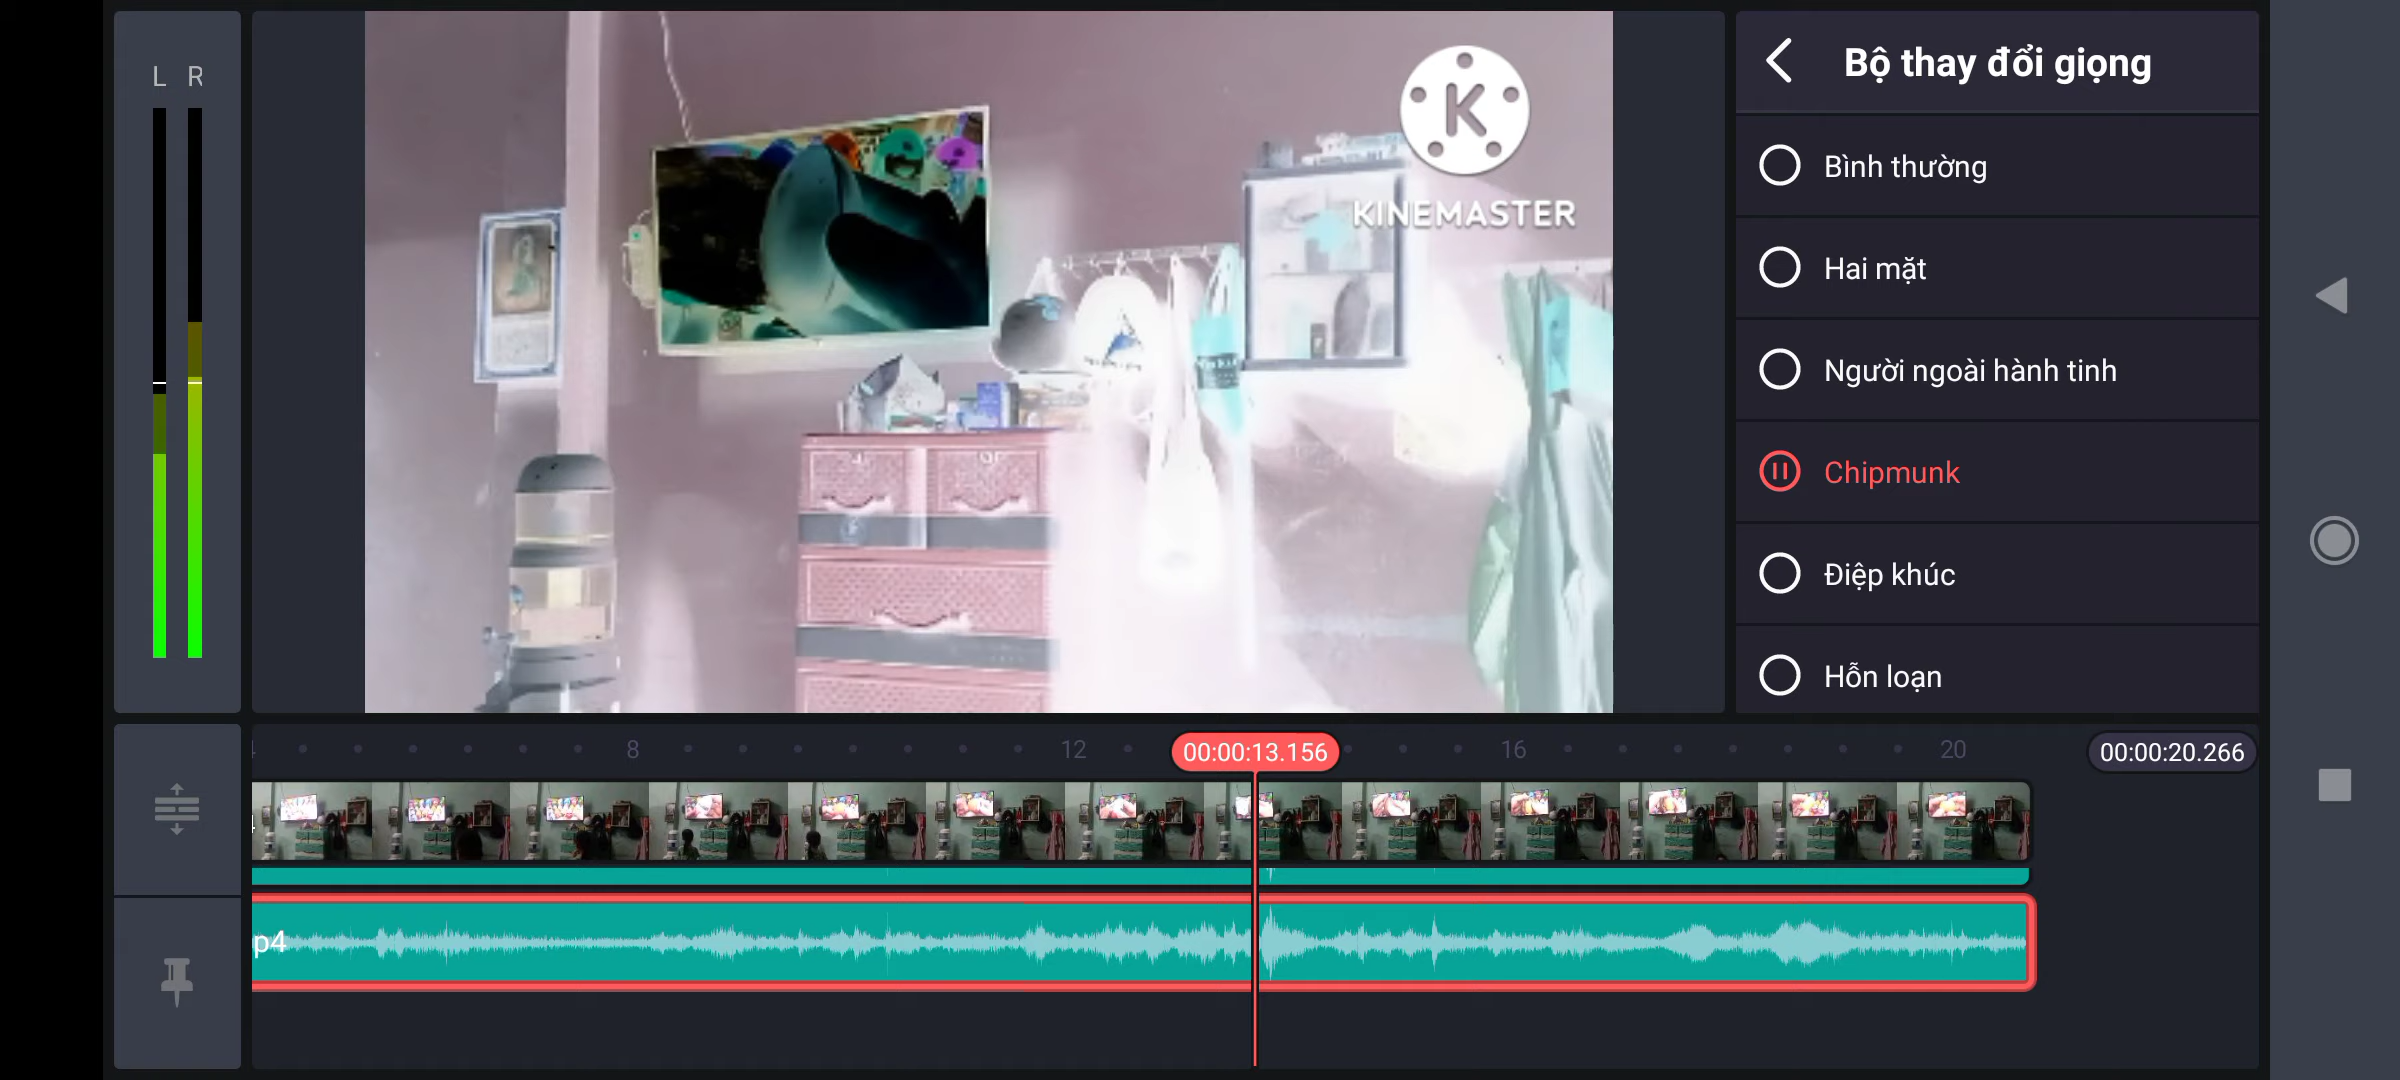 L R
K
KINEMASTER
Bộ thay đổi giọng
Bình thường
Hai mặt
Người ngoài hành tinh
Chipmunk
Điệp khúc
Hỗn loạn
8 12 00:00:13.156 16 20 00:00:20.266
p4